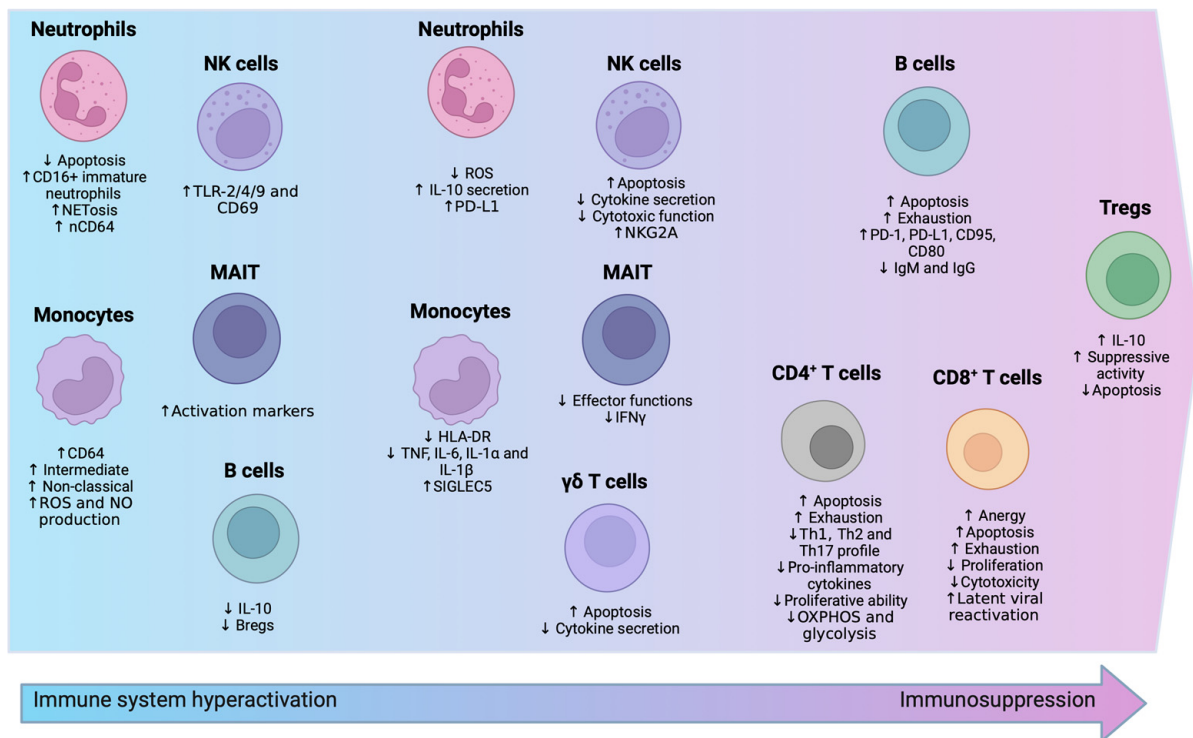 Neutrophils
↓ Apoptosis
↑CD16+ immature
neutrophils
↑NETosis
↑ nCD64
NK cells
↑TLR-2/4/9 and
CD69
Monocytes
↑CD64
↑ Intermediate
↑ Non-classical
↑ROS and NO
production
MAIT
↑Activation markers
B cells
↓ IL-10
↓ Bregs
Neutrophils
↓ ROS
↑ IL-10 secretion
↑PD-L1
NK cells
↑Apoptosis
↓ Cytokine secretion
↓ Cytotoxic function
↑NKG2A
Monocytes
↓ HLA-DR
↓ TNF, IL-6, IL-1α and
IL-1β
↑SIGLEC5
MAIT
↓ Effector functions
↓IFNγ
γδ T cells
↑ Apoptosis
↓ Cytokine secretion
B cells
↑ Apoptosis
↑ Exhaustion
↑PD-1, PD-L1, CD95,
CD80
↓ IgM and IgG
CD4⁺ T cells
↑ Apoptosis
↑ Exhaustion
↓Th1, Th2 and
Th17 profile
↓Pro-inflammatory
cytokines
↓Proliferative ability
↓OXPHOS and
glycolysis
CD8⁺ T cells
↑ Anergy
↑Apoptosis
↑ Exhaustion
↓ Proliferation
↓Cytotoxicity
↑Latent viral
reactivation
Tregs
↑ IL-10
↑ Suppressive
activity
↓Apoptosis
Immune system hyperactivation
Immunosuppression